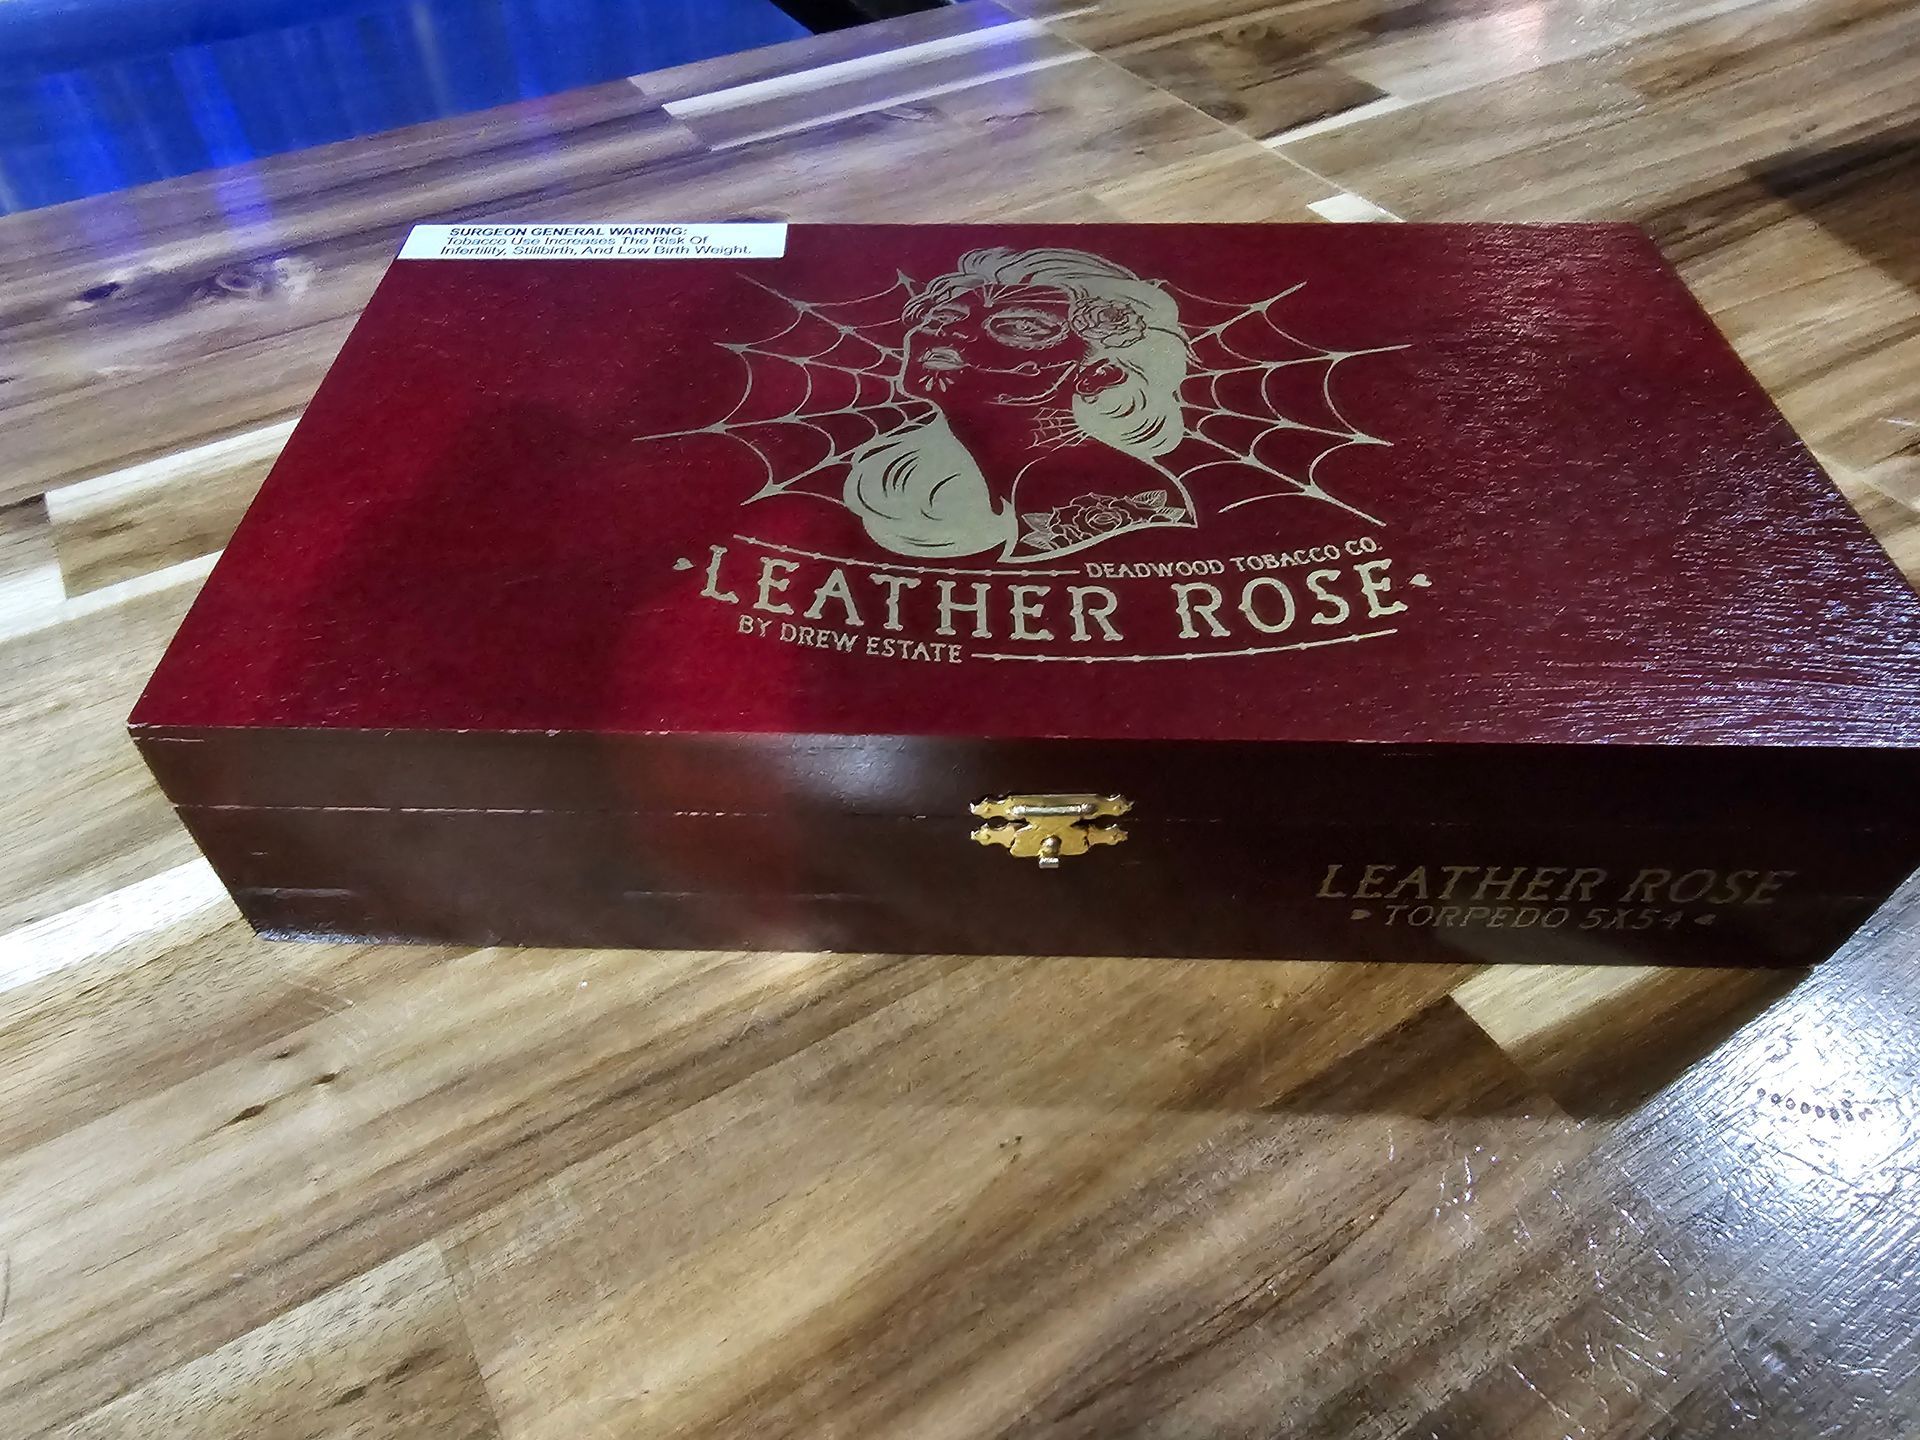 SURGEON GENERAL WARNING:
Tobacco Use Increases The Risk Of
Infertility, Stillbirth, And Low Birth Weight.
DEADWOOD TOBACCO CO.
LEATHER ROSE
BY DREW ESTATE
LEATHER ROSE
TORPEDO 5X54